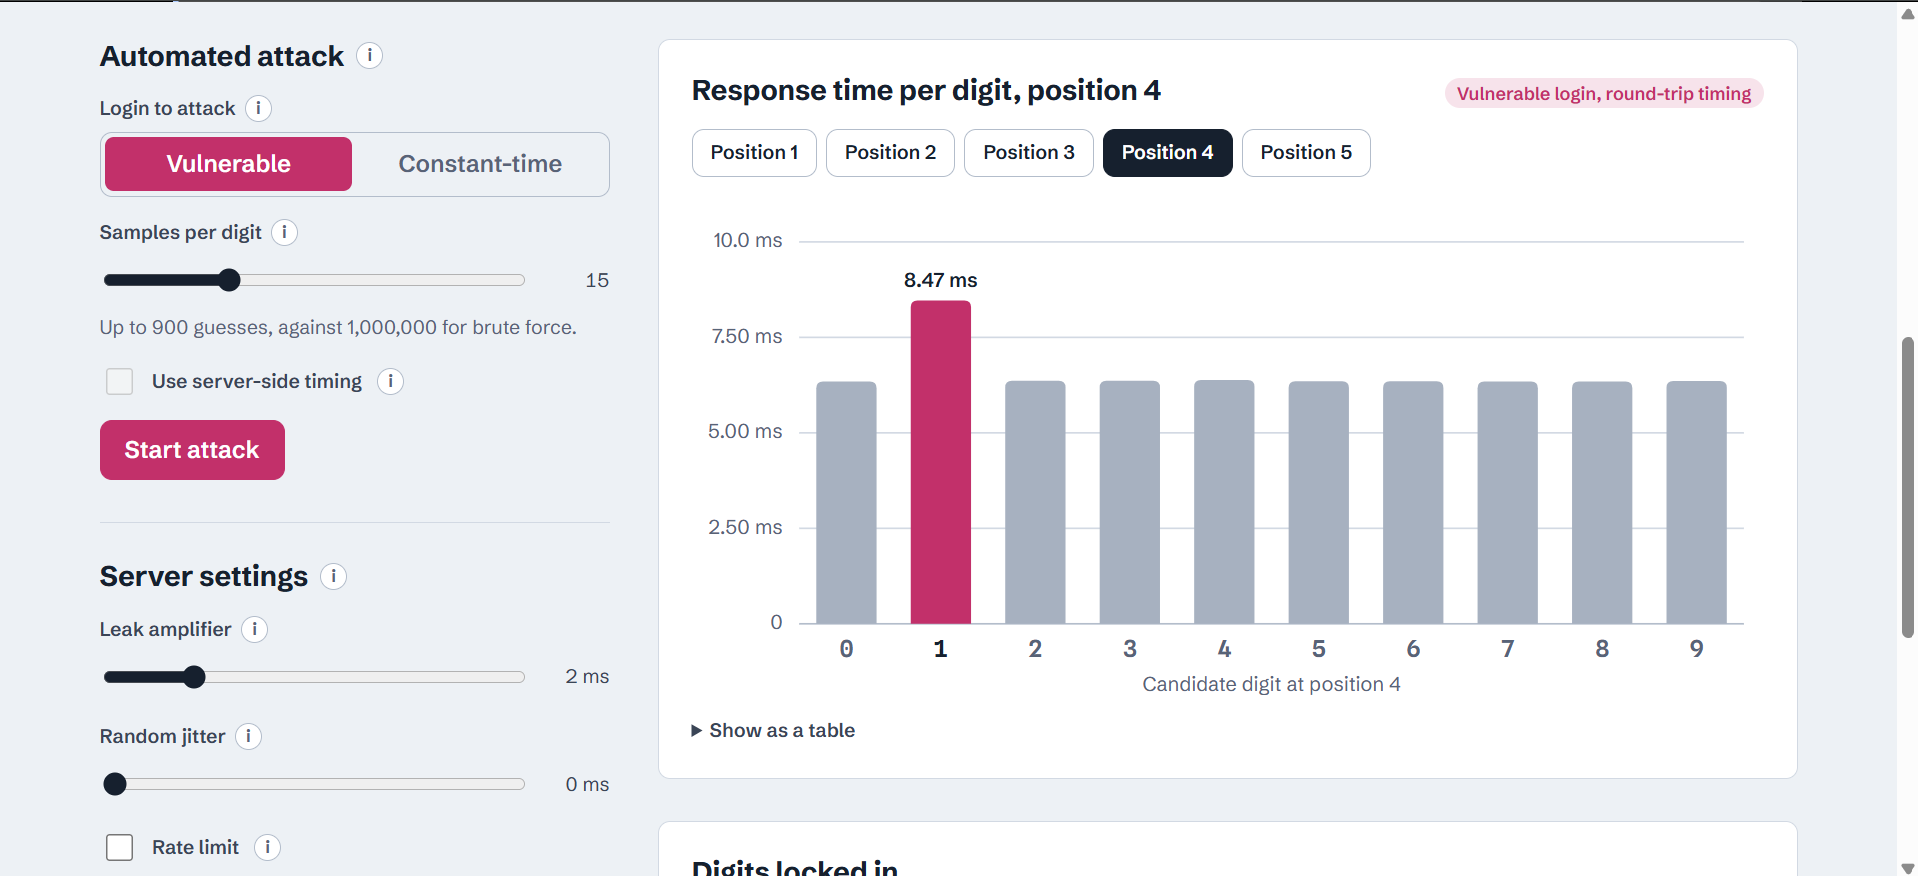 Automated attack i
Login to attack i
Vulnerable Constant-time
Samples per digit i
15
Up to 900 guesses, against 1,000,000 for brute force.
Use server-side timing i
Start attack
Server settings i
Leak amplifier i
2 ms
Random jitter i
0 ms
Rate limit i
Response time per digit, position 4
Vulnerable login, round-trip timing
Position 1 Position 2 Position 3 Position 4 Position 5
10.0 ms
8.47 ms
7.50 ms
5.00 ms
2.50 ms
0
0 1 2 3 4 5 6 7 8 9
Candidate digit at position 4
Show as a table
Digits locked in